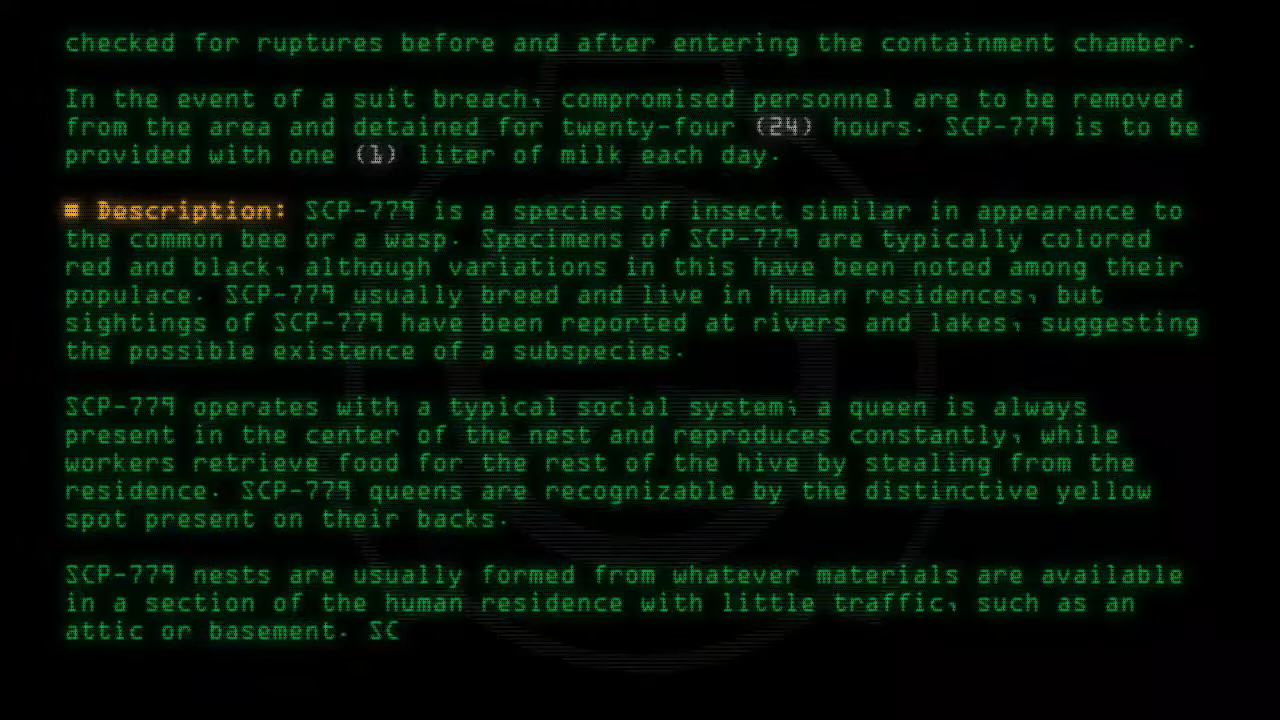 checked for ruptures before and after entering the containment chamber.
In the event of a suit breach, compromised personnel are to be removed
from the area and detained for twenty-four (24) hours. SCP-779 is to be
provided with one (1) liter of milk each day.
■ Description: SCP-779 is a species of insect similar in appearance to
the common bee or a wasp. Specimens of SCP-779 are typically colored
red and black, although variations in this have been noted among their
populace. SCP-779 usually breed and live in human residences, but
sightings of SCP-779 have been reported at rivers and lakes, suggesting
the possible existence of a subspecies.
SCP-779 operates with a typical social system; a queen is always
present in the center of the nest and reproduces constantly, while
workers retrieve food for the rest of the hive by stealing from the
residence. SCP-779 queens are recognizable by the distinctive yellow
spot present on their backs.
SCP-779 nests are usually formed from whatever materials are available
in a section of the human residence with little traffic, such as an
attic or basement. SC